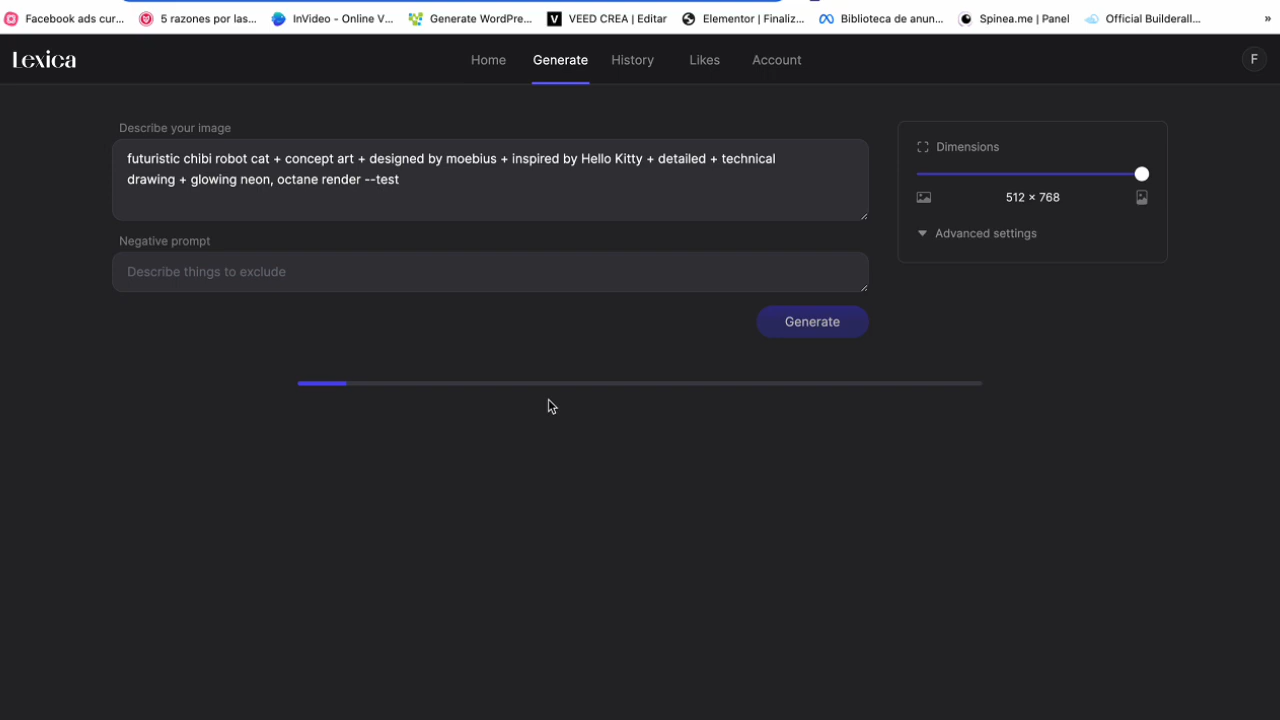 Facebook ads cur...
5 razones por las...
InVideo - Online V...
Generate WordPre...
VEED CREA | Editar
Elementor | Finaliz...
Biblioteca de anun...
Spinea.me | Panel
Official Builderall...
»
Lexica
Home
Generate
History
Likes
Account
F
Describe your image
futuristic chibi robot cat + concept art + designed by moebius + inspired by Hello Kitty + detailed + technical
drawing + glowing neon, octane render --test
Negative prompt
Describe things to exclude
Generate
Dimensions
512 × 768
Advanced settings